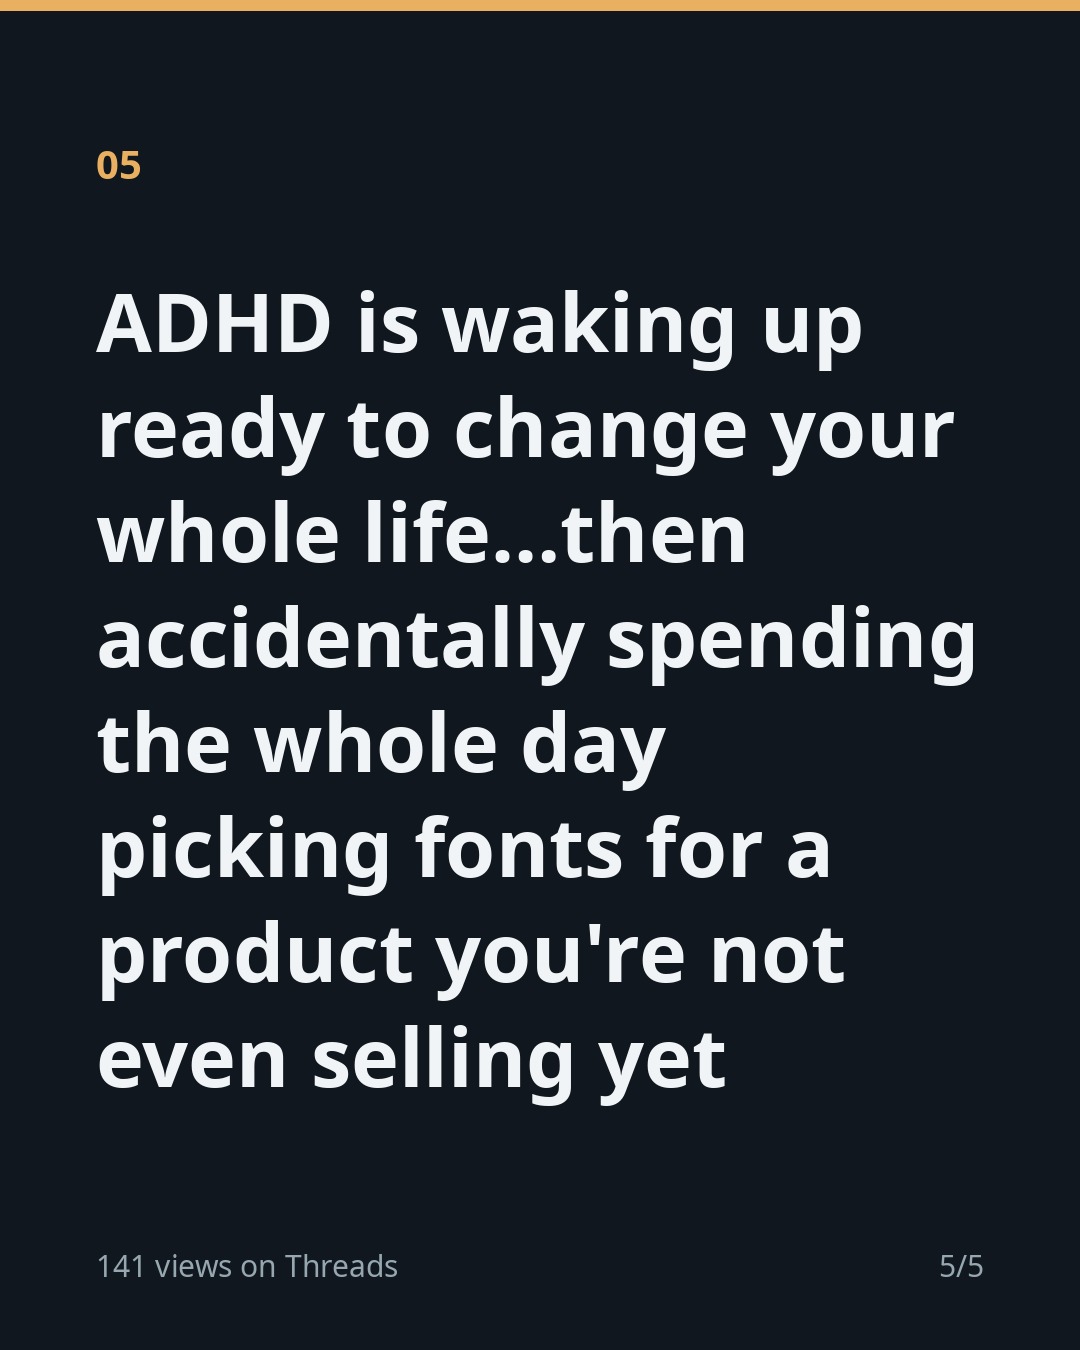 05
ADHD is waking up
ready to change your
whole life...then
accidentally spending
the whole day
picking fonts for a
product you're not
even selling yet
141 views on Threads
5/5